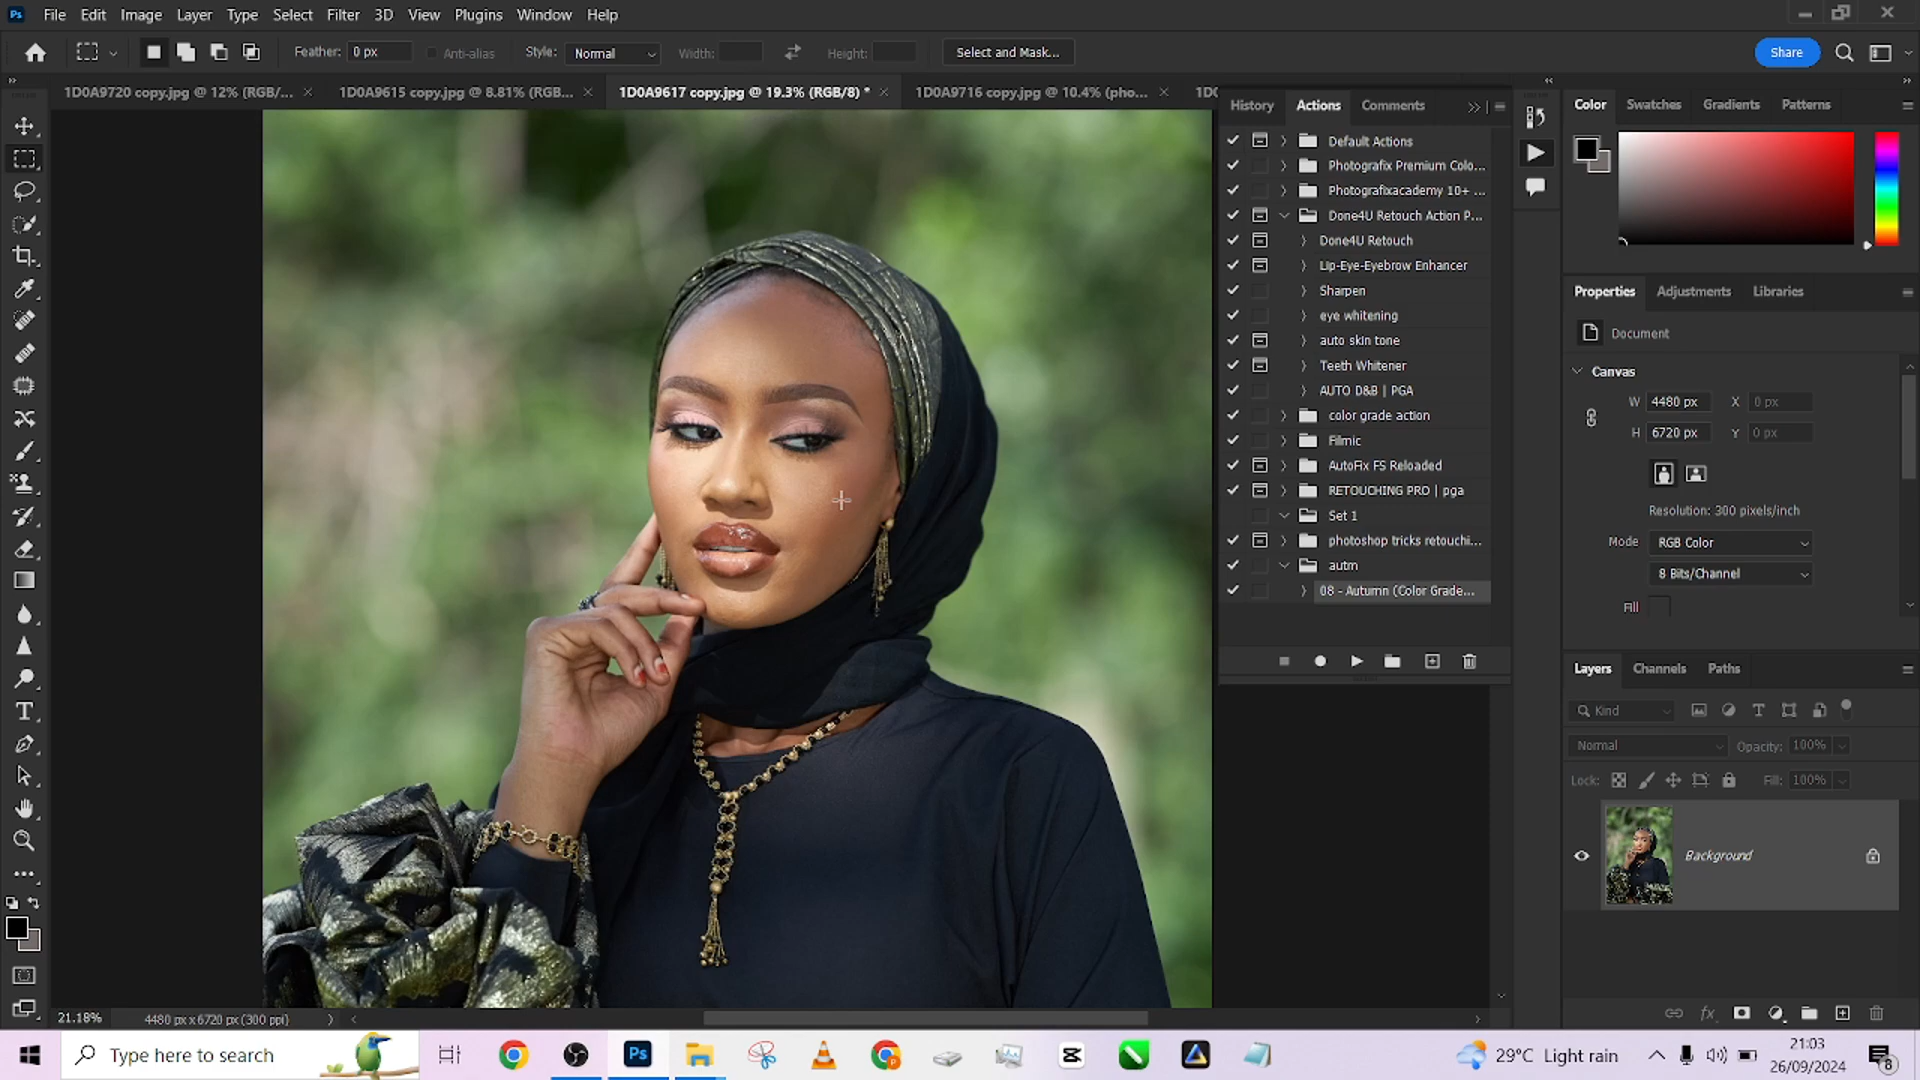 File Edit Image Layer Type Select Filter 3D View Plugins Window Help
Feather: 0 px Anti-alias Style: Normal Width: Height: Select and Mask... Share
1D0A9720 copy.jpg @ 12% (RGB/... 1D0A9615 copy.jpg @ 8.81% (RGB... 1D0A9617 copy.jpg @ 19.3% (RGB/8) * 1D0A9716 copy.jpg @ 10.4% (pho... 1D0
History Actions Comments
Default Actions
Photografix Premium Colo...
Photografixacademy 10+ ...
Done4U Retouch Action P...
Done4U Retouch
Lip-Eye-Eyebrow Enhancer
Sharpen
eye whitening
auto skin tone
Teeth Whitener
AUTO D&B | PGA
color grade action
Filmic
AutoFix FS Reloaded
RETOUCHING PRO | pga
Set 1
photoshop tricks retouchi...
autm
08 - Autumn (Color Grade...
Color Swatches Gradients Patterns
Properties Adjustments Libraries
Document
Canvas
W 4480 px X 0 px
H 6720 px Y 0 px
Resolution: 300 pixels/inch
Mode RGB Color
8 Bits/Channel
Fill
Layers Channels Paths
Kind
Normal Opacity: 100%
Lock: Fill: 100%
Background
21.18% 4480 px x 6720 px (300 ppi)
Type here to search
29°C Light rain
21:03
26/09/2024
8